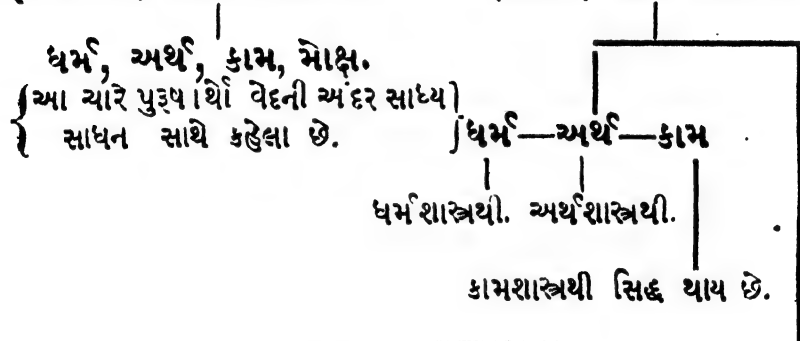 ધર્મ, અર્થ, કામ, મોક્ષ.
{આ ચારે પુરૂષાર્થો વેદની અંદર સાધ્ય}
{સાધન સાથે કહેલા છે.}
ધર્મ—અર્થ—કામ
ધર્મશાસ્ત્રથી. અર્થશાસ્ત્રથી.
કામશાસ્ત્રથી સિદ્ધ થાય છે.